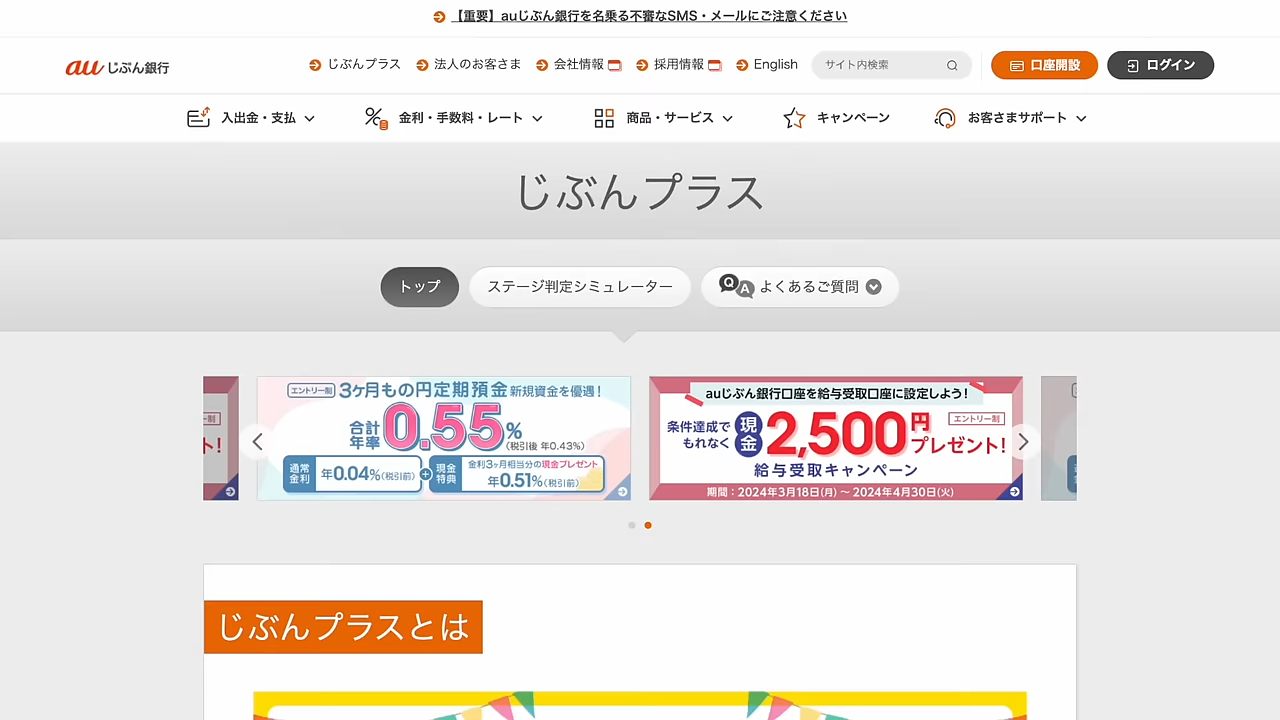 【重要】auじぶん銀行を名乗る不審なSMS・メールにご注意ください
au じぶん銀行
じぶんプラス
法人のお客さま
会社情報
採用情報
English
サイト内検索
口座開設
ログイン
入出金・支払
金利・手数料・レート
商品・サービス
キャンペーン
お客さまサポート
じぶんプラス
トップ
ステージ判定シミュレーター
Q A よくあるご質問
ト!
エントリー制 3ヶ月もの円定期預金 新規資金を優遇!
合計年率 0.55% (税引後 年0.43%)
通常金利 年0.04%(税引前) + 現金特典 金利3ヶ月相当分の現金プレゼント 年0.51%(税引前)
auじぶん銀行口座を給与受取口座に設定しよう!
条件達成でもれなく 現金 2,500円 エントリー制 プレゼント!
給与受取キャンペーン
期間:2024年3月18日(月)~2024年4月30日(火)
じぶんプラスとは